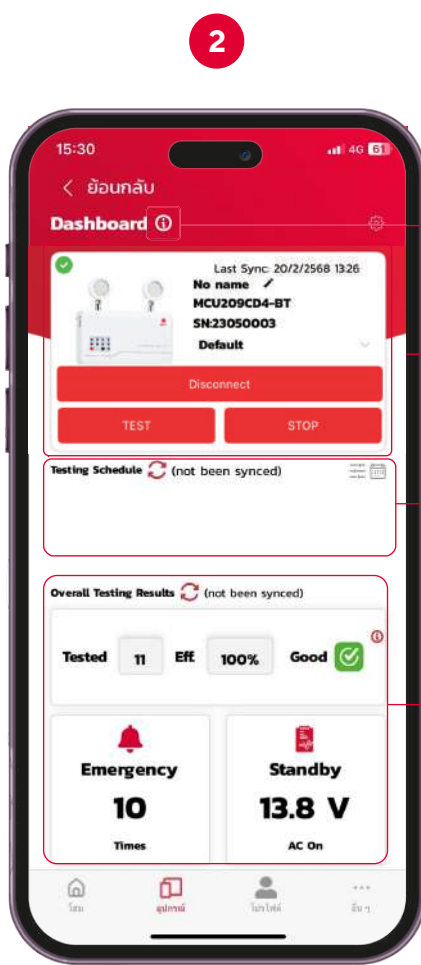 2
15:30 4G 61
ย้อนกลับ
Dashboard
Last Sync: 20/2/2568 13:26
No name
MCU209CD4-BT
SN:23050003
Default
Disconnect
TEST STOP
Testing Schedule (not been synced)
Overall Testing Results (not been synced)
Tested 11 Eff. 100% Good
Emergency Standby
10 13.8 V
Times AC On
โฮม อุปกรณ์ โปรไฟล์ อื่น ๆ